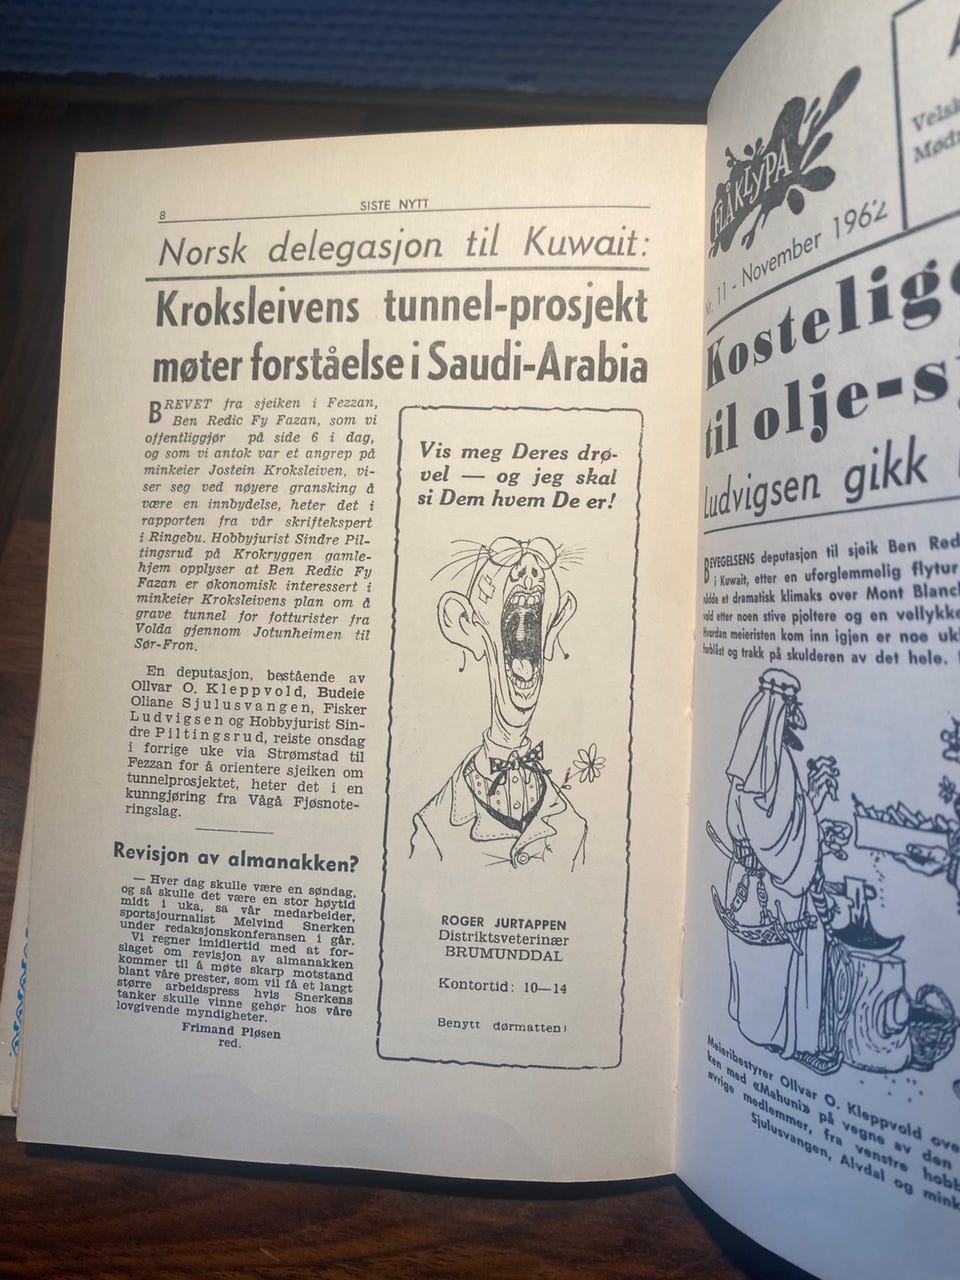 8
SISTE NYTT
Norsk delegasjon til Kuwait:
Kroksleivens tunnel-prosjekt
møter forståelse i Saudi-Arabia
BREVET fra sjeiken i Fezzan,
Ben Redic Fy Fazan, som vi
offentliggjør på side 6 i dag,
og som vi antok var et angrep på
minkeier Jostein Kroksleiven, vi-
ser seg ved nøyere gransking å
være en innbydelse, heter det i
rapporten fra vår skriftekspert
i Ringebu. Hobbyjurist Sindre Pil-
tingsrud på Krokryggen gamle-
hjem opplyser at Ben Redic Fy
Fazan er økonomisk interessert i
minkeier Kroksleivens plan om å
grave tunnel for fotturister fra
Volda gjennom Jotunheimen til
Sør-Fron.
En deputasjon, bestående av
Ollvar O. Kleppvold, Budeie
Oliane Sjulusvangen, Fisker
Ludvigsen og Hobbyjurist Sin-
dre Piltingsrud, reiste onsdag
i forrige uke via Strømstad til
Fezzan for å orientere sjeiken om
tunnelprosjektet, heter det i en
kunngjøring fra Vågå Fjøsnote-
ringslag.
Revisjon av almanakken?
— Hver dag skulle være en søndag,
og så skulle det være en stor høytid
midt i uka, sa vår medarbeider,
sportsjournalist Melvind Snerken
under redaksjonskonferansen i går.
Vi regner imidlertid med at for-
slaget om revisjon av almanakken
kommer til å møte skarp motstand
blant våre prester, som vil få et langt
større arbeidspress hvis Snerkens
tanker skulle vinne gehør hos våre
lovgivende myndigheter.
Frimand Pløsen
red.
Vis meg Deres drø-
vel — og jeg skal
si Dem hvem De er!
ROGER JURTAPPEN
Distriktsveterinær
BRUMUNDDAL
Kontortid: 10—14
Benytt dørmatten!
FLÅKLYPA
Nr. 11 - November 1962
Kostelige
til olje-
Ludvigsen gikk
BEVEGELSENS deputasjon til sjeik Ben Red
i Kuwait, etter en uforglemmelig flytur
nådde et dramatisk klimaks over Mont Blanc
vold etter noen stive pjoltere og en vellykke
Hvordan meieristen kom inn igjen er noe
forblåst og trakk på skulderen av det hele.
Meieribestyrer Ollvar O. Kleppvold
ken med «Mahuni» på vegne av den
øvrige medlemmer, fra venstre
Sjulusvangen, Alvdal og